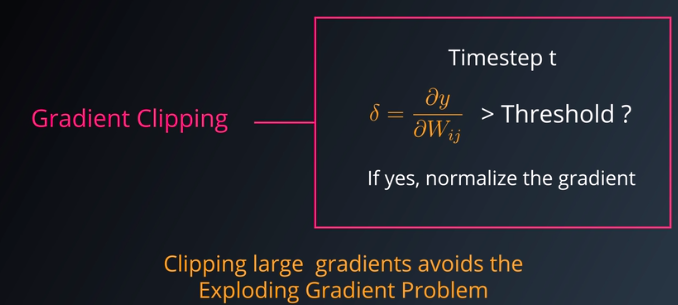 Timestep t
Gradient Clipping
δ = ∂y / ∂W_ij > Threshold ?
If yes, normalize the gradient
Clipping large gradients avoids the
Exploding Gradient Problem